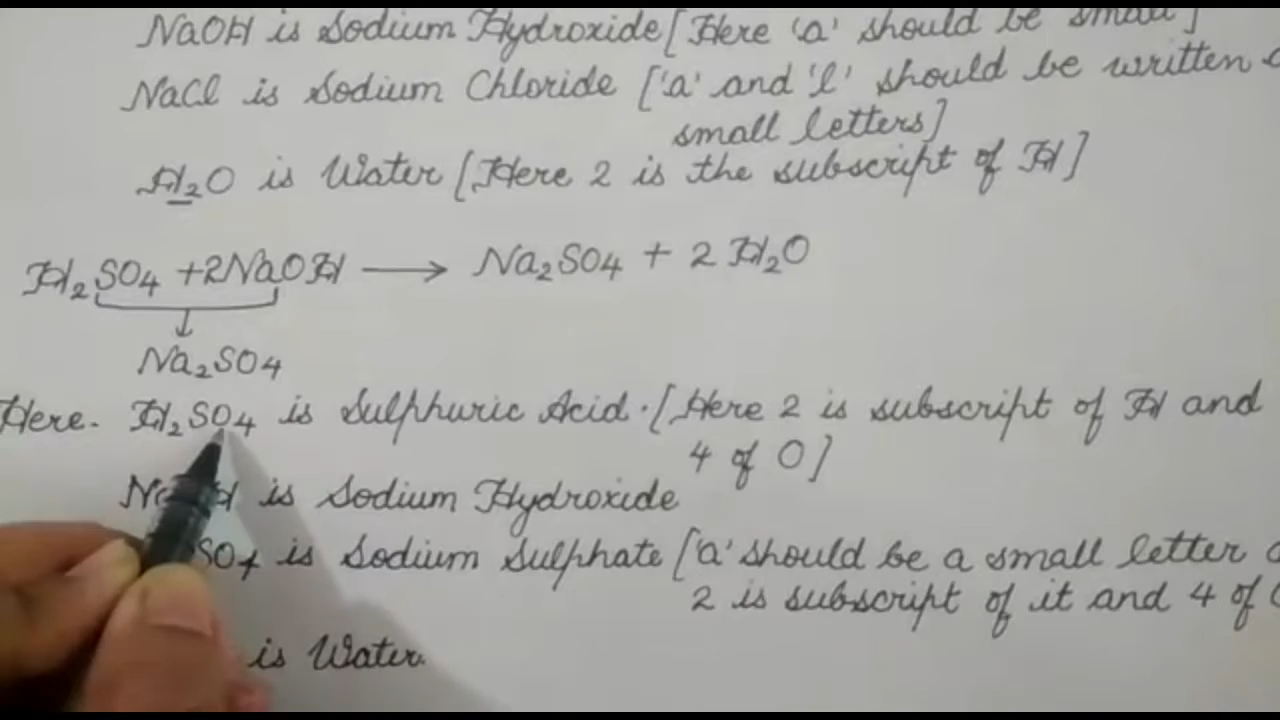 NaOH is Sodium Hydroxide [Here 'a' should be small]
NaCl is Sodium Chloride ['a' and 'l' should be written
small letters]
H₂O is Water [Here 2 is the subscript of H]
H₂SO₄ + 2NaOH → Na₂SO₄ + 2H₂O
Na₂SO₄
Here. H₂SO₄ is Sulphuric Acid. [Here 2 is subscript of H and
4 of O]
is Sodium Hydroxide
SO₄ is Sodium Sulphate ['a' should be a small letter
2 is subscript of it and 4 of
is Water.